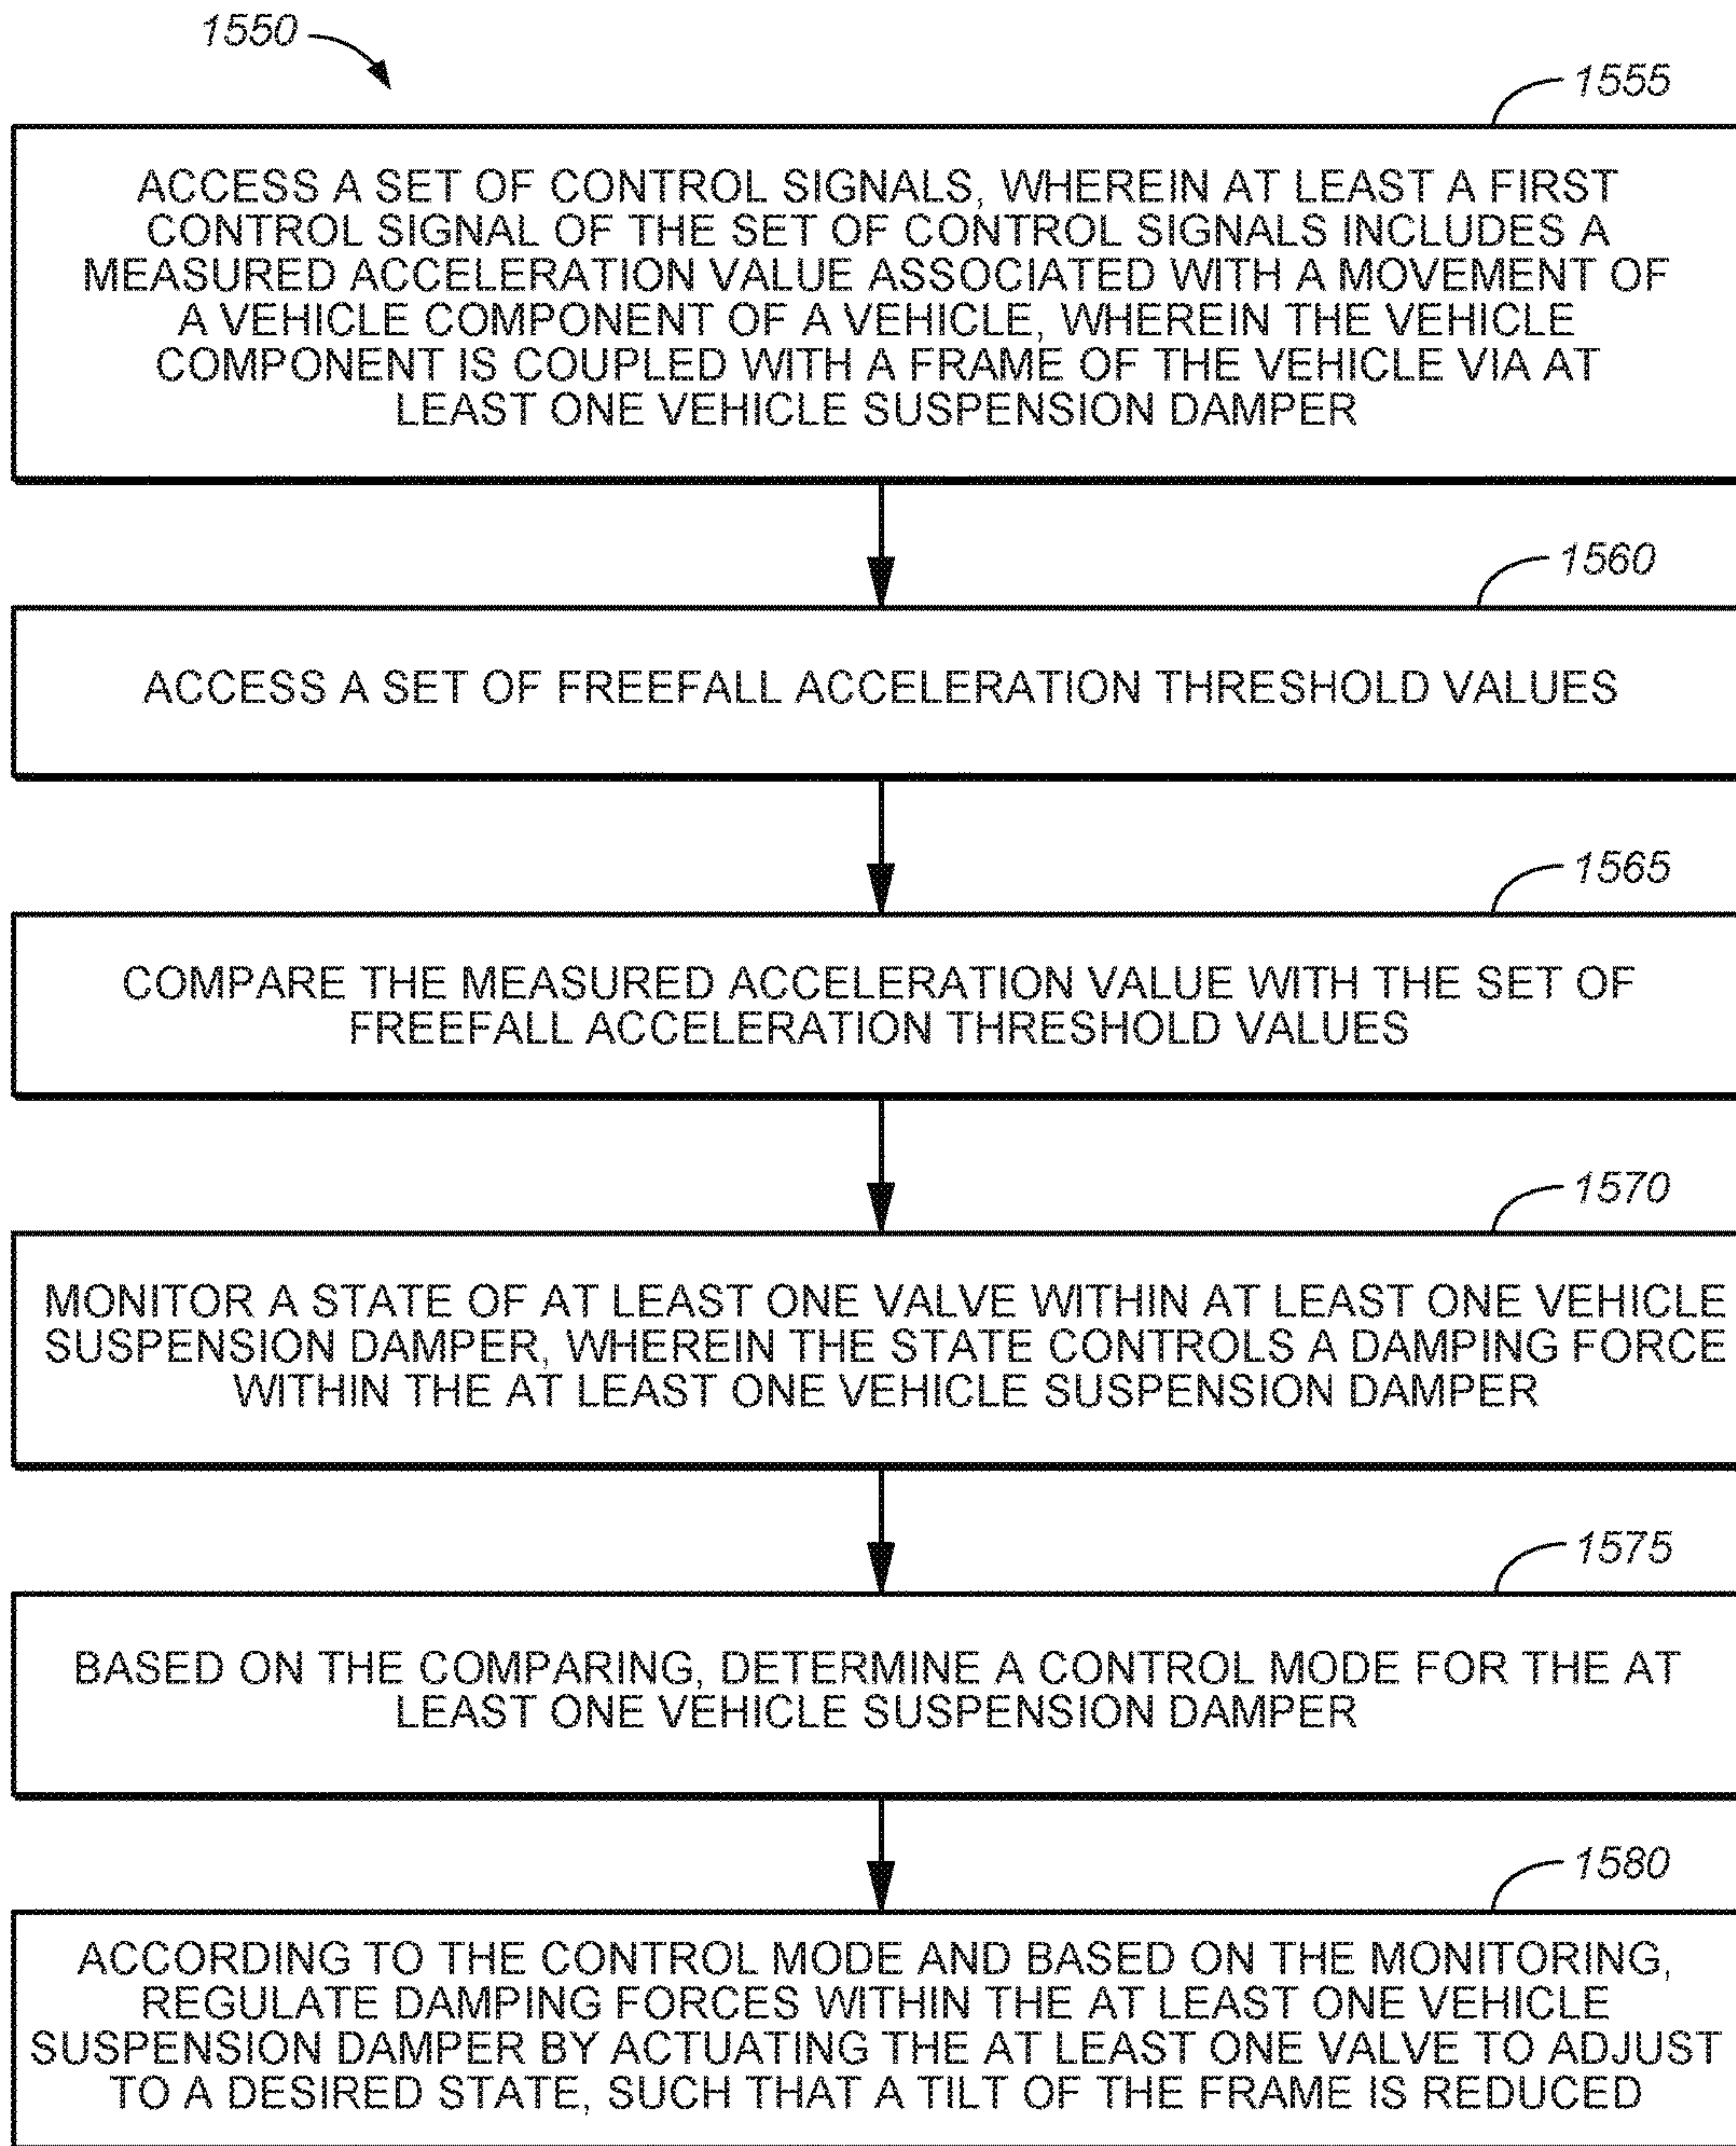 1550
1555
ACCESS A SET OF CONTROL SIGNALS, WHEREIN AT LEAST A FIRST
CONTROL SIGNAL OF THE SET OF CONTROL SIGNALS INCLUDES A
MEASURED ACCELERATION VALUE ASSOCIATED WITH A MOVEMENT OF
A VEHICLE COMPONENT OF A VEHICLE, WHEREIN THE VEHICLE
COMPONENT IS COUPLED WITH A FRAME OF THE VEHICLE VIA AT
LEAST ONE VEHICLE SUSPENSION DAMPER
1560
ACCESS A SET OF FREEFALL ACCELERATION THRESHOLD VALUES
1565
COMPARE THE MEASURED ACCELERATION VALUE WITH THE SET OF
FREEFALL ACCELERATION THRESHOLD VALUES
1570
MONITOR A STATE OF AT LEAST ONE VALVE WITHIN AT LEAST ONE VEHICLE
SUSPENSION DAMPER, WHEREIN THE STATE CONTROLS A DAMPING FORCE
WITHIN THE AT LEAST ONE VEHICLE SUSPENSION DAMPER
1575
BASED ON THE COMPARING, DETERMINE A CONTROL MODE FOR THE AT
LEAST ONE VEHICLE SUSPENSION DAMPER
1580
ACCORDING TO THE CONTROL MODE AND BASED ON THE MONITORING,
REGULATE DAMPING FORCES WITHIN THE AT LEAST ONE VEHICLE
SUSPENSION DAMPER BY ACTUATING THE AT LEAST ONE VALVE TO ADJUST
TO A DESIRED STATE, SUCH THAT A TILT OF THE FRAME IS REDUCED